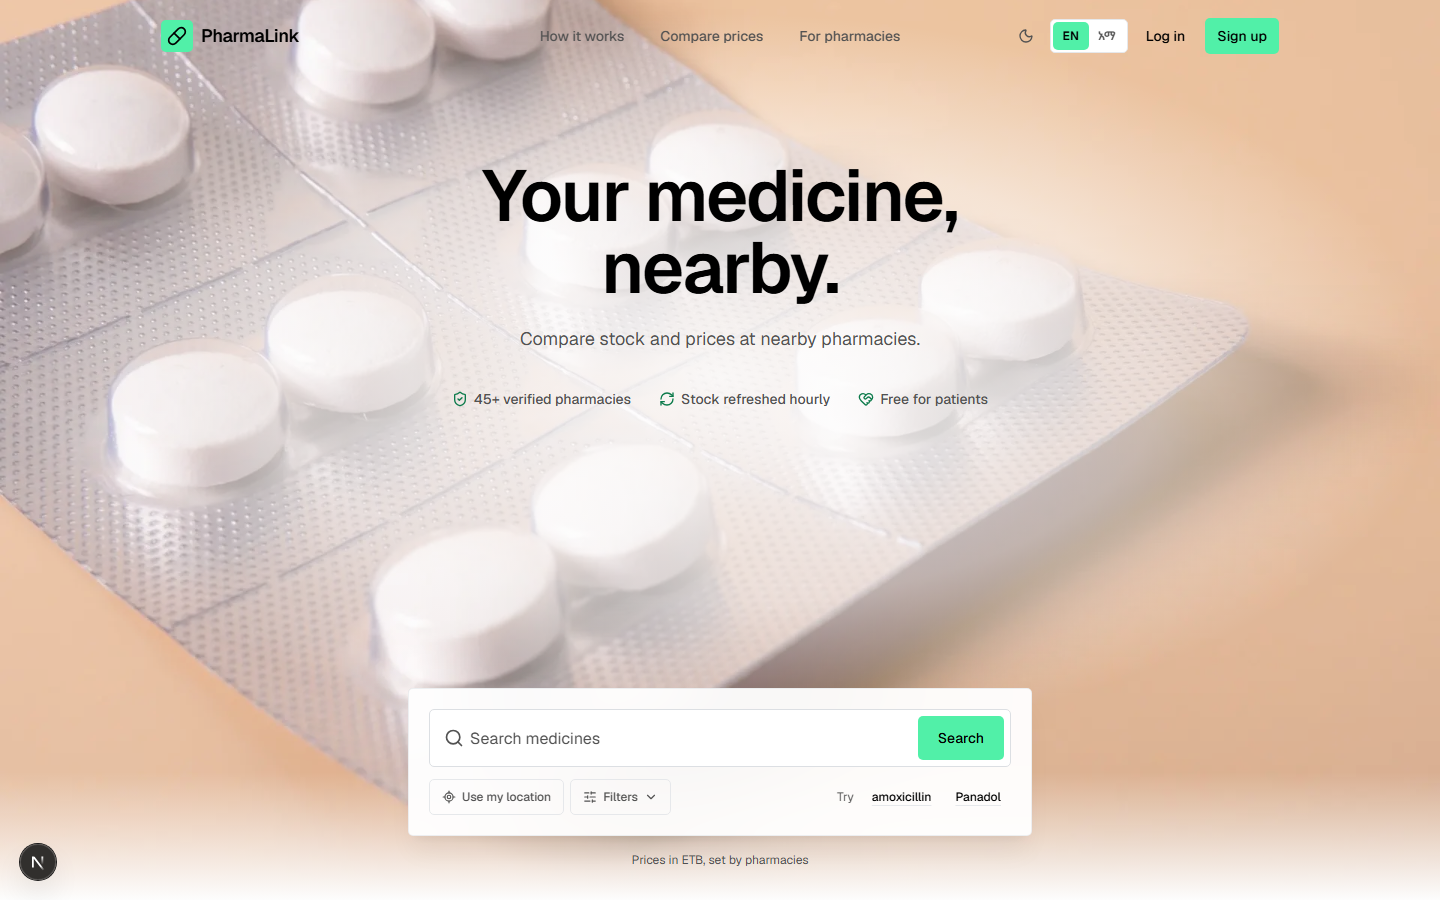 PharmaLink
How it works
Compare prices
For pharmacies
EN
አማ
Log in
Sign up
Your medicine,
nearby.
Compare stock and prices at nearby pharmacies.
45+ verified pharmacies
Stock refreshed hourly
Free for patients
Search medicines
Search
Use my location
Filters
Try
amoxicillin
Panadol
Prices in ETB, set by pharmacies
N